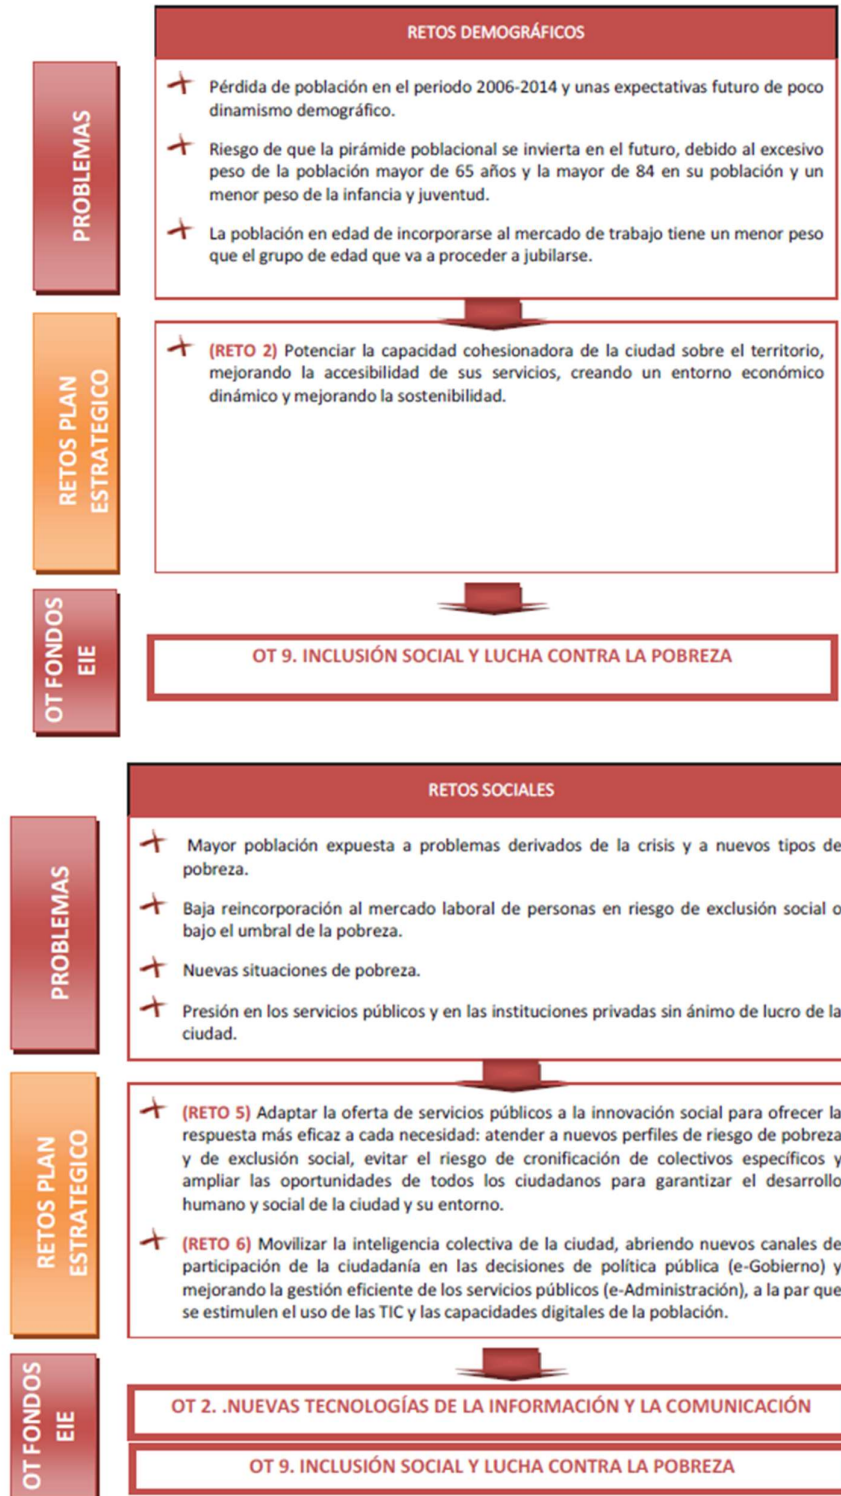 RETOS DEMOGRÁFICOS
PROBLEMAS
Pérdida de población en el periodo 2006-2014 y unas expectativas futuro de poco
dinamismo demográfico.
Riesgo de que la pirámide poblacional se invierta en el futuro, debido al excesivo
peso de la población mayor de 65 años y la mayor de 84 en su población y un
menor peso de la infancia y juventud.
La población en edad de incorporarse al mercado de trabajo tiene un menor peso
que el grupo de edad que va a proceder a jubilarse.
RETOS PLAN
ESTRATEGICO
(RETO 2) Potenciar la capacidad cohesionadora de la ciudad sobre el territorio,
mejorando la accesibilidad de sus servicios, creando un entorno económico
dinámico y mejorando la sostenibilidad.
OT FONDOS
EIE
OT 9. INCLUSIÓN SOCIAL Y LUCHA CONTRA LA POBREZA
RETOS SOCIALES
PROBLEMAS
Mayor población expuesta a problemas derivados de la crisis y a nuevos tipos de
pobreza.
Baja reincorporación al mercado laboral de personas en riesgo de exclusión social o
bajo el umbral de la pobreza.
Nuevas situaciones de pobreza.
Presión en los servicios públicos y en las instituciones privadas sin ánimo de lucro de la
ciudad.
RETOS PLAN
ESTRATEGICO
(RETO 5) Adaptar la oferta de servicios públicos a la innovación social para ofrecer la
respuesta más eficaz a cada necesidad: atender a nuevos perfiles de riesgo de pobreza
y de exclusión social, evitar el riesgo de cronificación de colectivos específicos y
ampliar las oportunidades de todos los ciudadanos para garantizar el desarrollo
humano y social de la ciudad y su entorno.
(RETO 6) Movilizar la inteligencia colectiva de la ciudad, abriendo nuevos canales de
participación de la ciudadanía en las decisiones de política pública (e-Gobierno) y
mejorando la gestión eficiente de los servicios públicos (e-Administración), a la par que
se estimulen el uso de las TIC y las capacidades digitales de la población.
OT FONDOS
EIE
OT 2. .NUEVAS TECNOLOGÍAS DE LA INFORMACIÓN Y LA COMUNICACIÓN
OT 9. INCLUSIÓN SOCIAL Y LUCHA CONTRA LA POBREZA